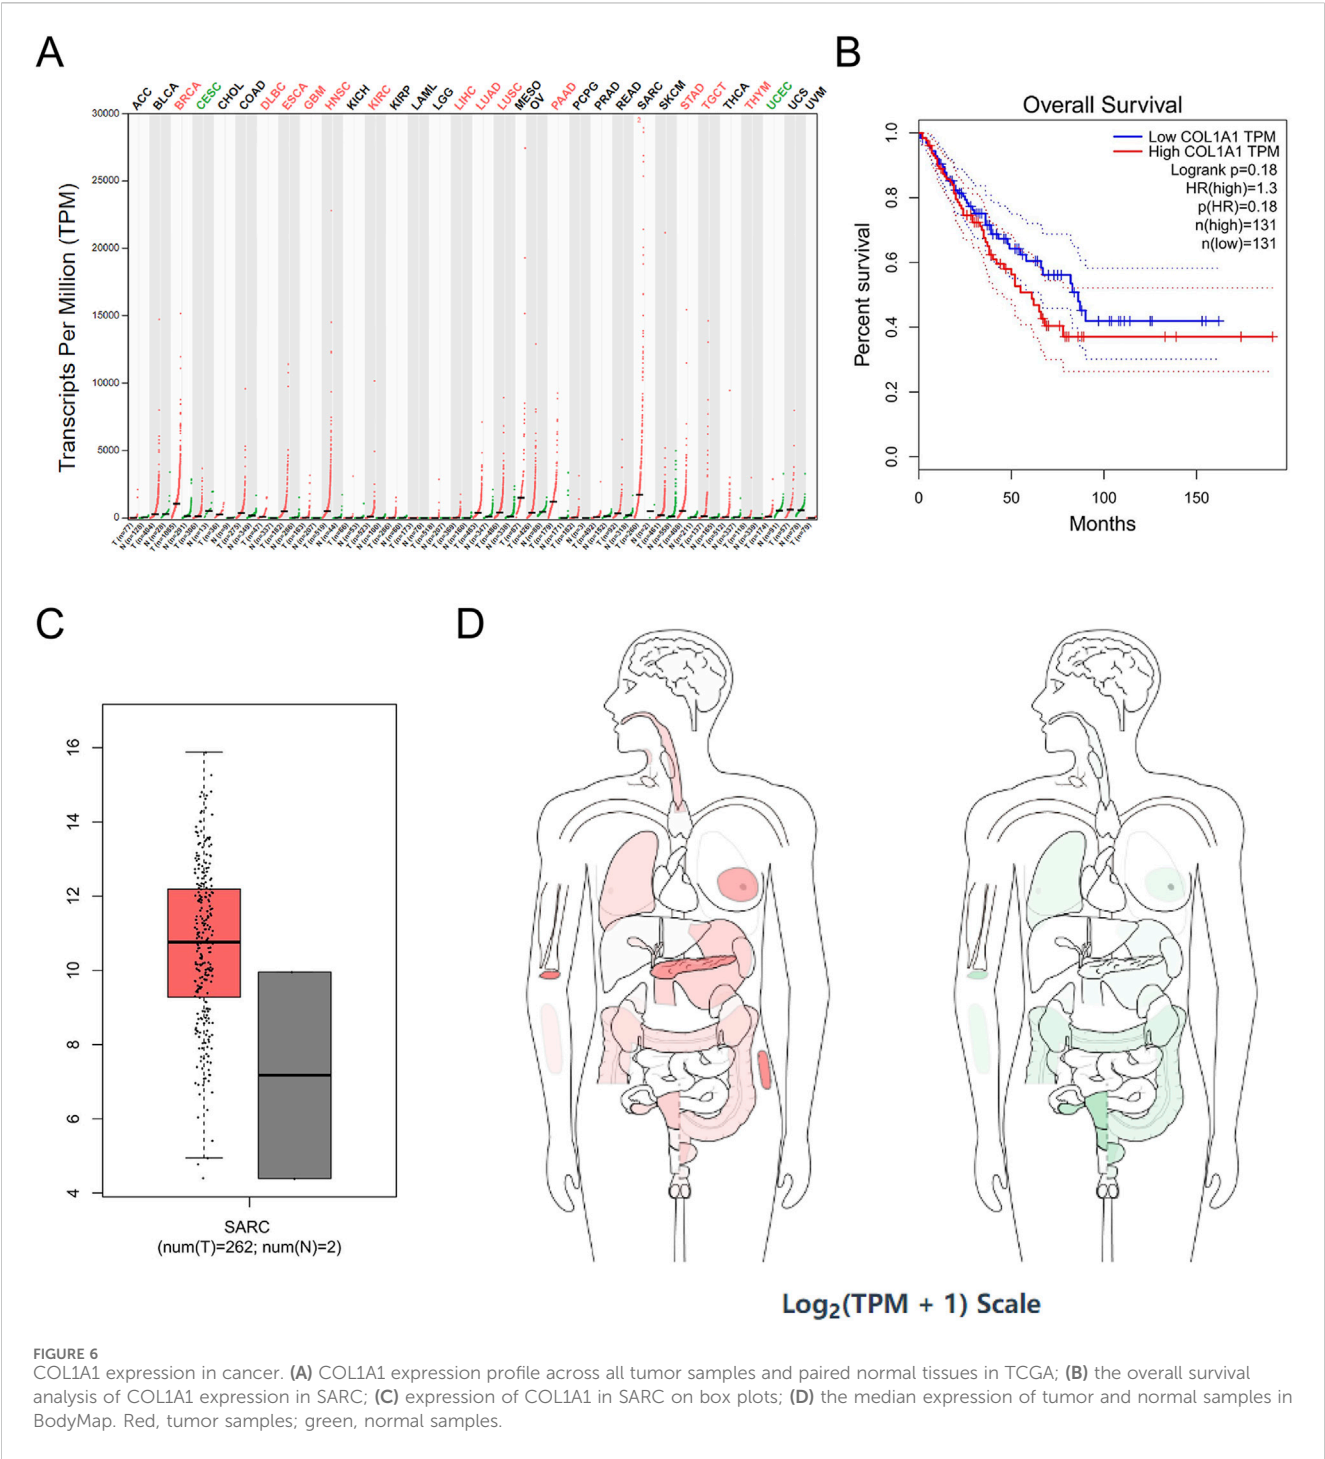 A
ACC BLCA BRCA CESC CHOL COAD DLBC ESCA GBM HNSC KICH KIRC KIRP LAML LGG LIHC LUAD LUSC MESO OV PAAD PCPG PRAD READ SARC SKCM STAD TGCT THCA THYM UCEC UCS UVM
Transcripts Per Million (TPM)
30000
25000
20000
15000
10000
5000
0
B
Overall Survival
Low COL1A1 TPM
High COL1A1 TPM
Logrank p=0.18
HR(high)=1.3
p(HR)=0.18
n(high)=131
n(low)=131
Percent survival
1.0
0.8
0.6
0.4
0.2
0.0
0 50 100 150
Months
C
16
14
12
10
8
6
4
SARC
(num(T)=262; num(N)=2)
D
Log₂(TPM + 1) Scale
FIGURE 6
COL1A1 expression in cancer. (A) COL1A1 expression profile across all tumor samples and paired normal tissues in TCGA; (B) the overall survival
analysis of COL1A1 expression in SARC; (C) expression of COL1A1 in SARC on box plots; (D) the median expression of tumor and normal samples in
BodyMap. Red, tumor samples; green, normal samples.